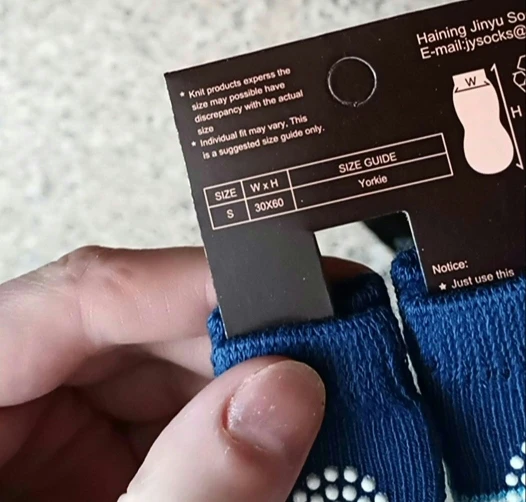 Haining Jinyu So
E-mail:jysocks@
* Knit products experss the
size may possible have
discrepancy with the actual
size
* Individual fit may vary. This
is a suggested size guide only.
W
H
SIZE W x H SIZE GUIDE
S 30X60 Yorkie
Notice:
★ Just use this